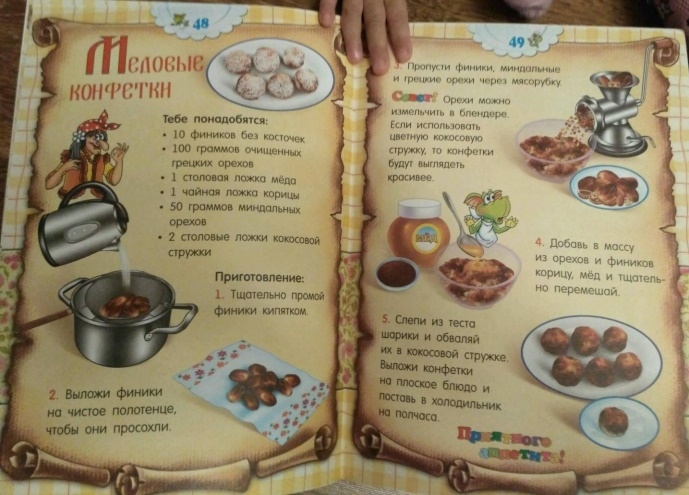 48
Медовые
конфетки
Тебе понадобятся:
• 10 фиников без косточек
• 100 граммов очищенных
грецких орехов
• 1 столовая ложка мёда
• 1 чайная ложка корицы
• 50 граммов миндальных
орехов
• 2 столовые ложки кокосовой
стружки
Приготовление:
1. Тщательно промой
финики кипятком.
2. Выложи финики
на чистое полотенце,
чтобы они просохли.
49
3. Пропусти финики, миндальные
и грецкие орехи через мясорубку.
Совет! Орехи можно
измельчить в блендере.
Если использовать
цветную кокосовую
стружку, то конфетки
будут выглядеть
красивее.
МЁД
4. Добавь в массу
из орехов и фиников
корицу, мёд и тщатель-
но перемешай.
5. Слепи из теста
шарики и обваляй
их в кокосовой стружке.
Выложи конфетки
на плоское блюдо и
поставь в холодильник
на полчаса.
Приятного
аппетита!